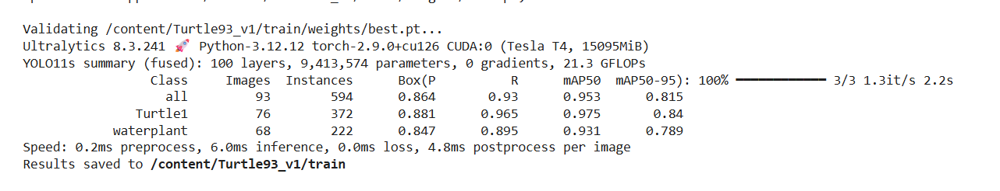 Validating /content/Turtle93_v1/train/weights/best.pt...
Ultralytics 8.3.241 🚀 Python-3.12.12 torch-2.9.0+cu126 CUDA:0 (Tesla T4, 15095MiB)
YOLO11s summary (fused): 100 layers, 9,413,574 parameters, 0 gradients, 21.3 GFLOPs
Class Images Instances Box(P R mAP50 mAP50-95): 100% ━━━━━━━━━━━━ 3/3 1.3it/s 2.2s
all 93 594 0.864 0.93 0.953 0.815
Turtle1 76 372 0.881 0.965 0.975 0.84
waterplant 68 222 0.847 0.895 0.931 0.789
Speed: 0.2ms preprocess, 6.0ms inference, 0.0ms loss, 4.8ms postprocess per image
Results saved to /content/Turtle93_v1/train